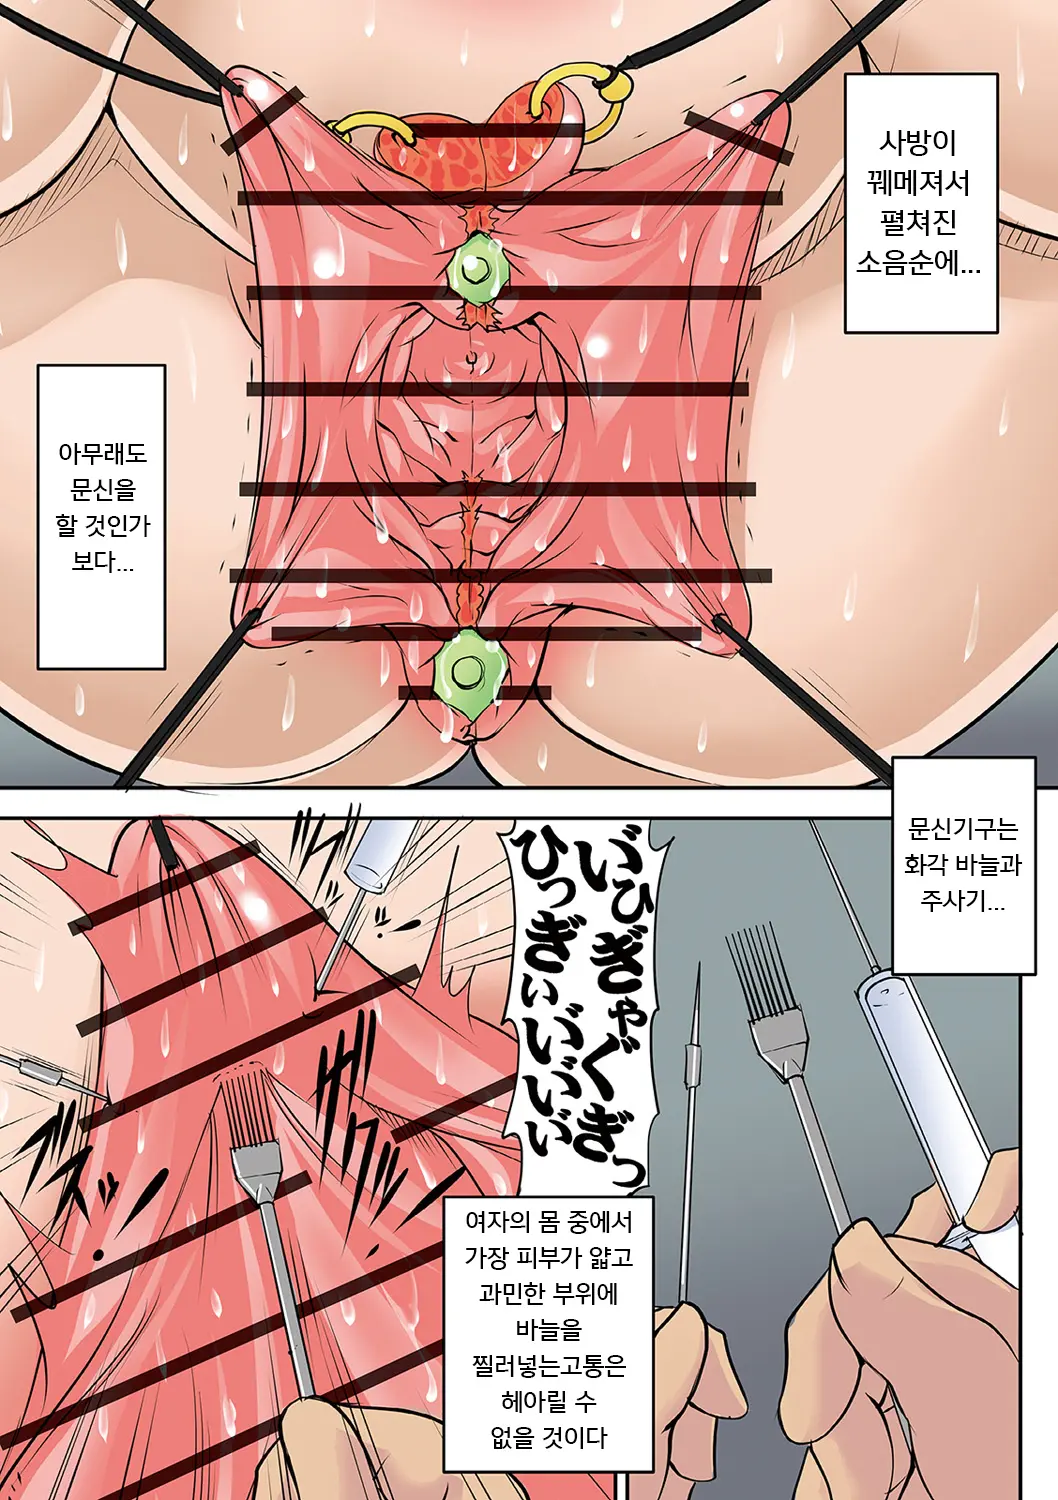 사방이
꿰메져서
펼쳐진
소음순에...
아무래도
문신을
할 것인가
보다...
문신기구는
화각 바늘과
주사기...
い゛ひぎゃぐぎっ
ひっぎぃい゛い゛い゛
여자의 몸 중에서
가장 피부가 얇고
과민한 부위에
바늘을
찔러넣는고통은
헤아릴 수
없을 것이다